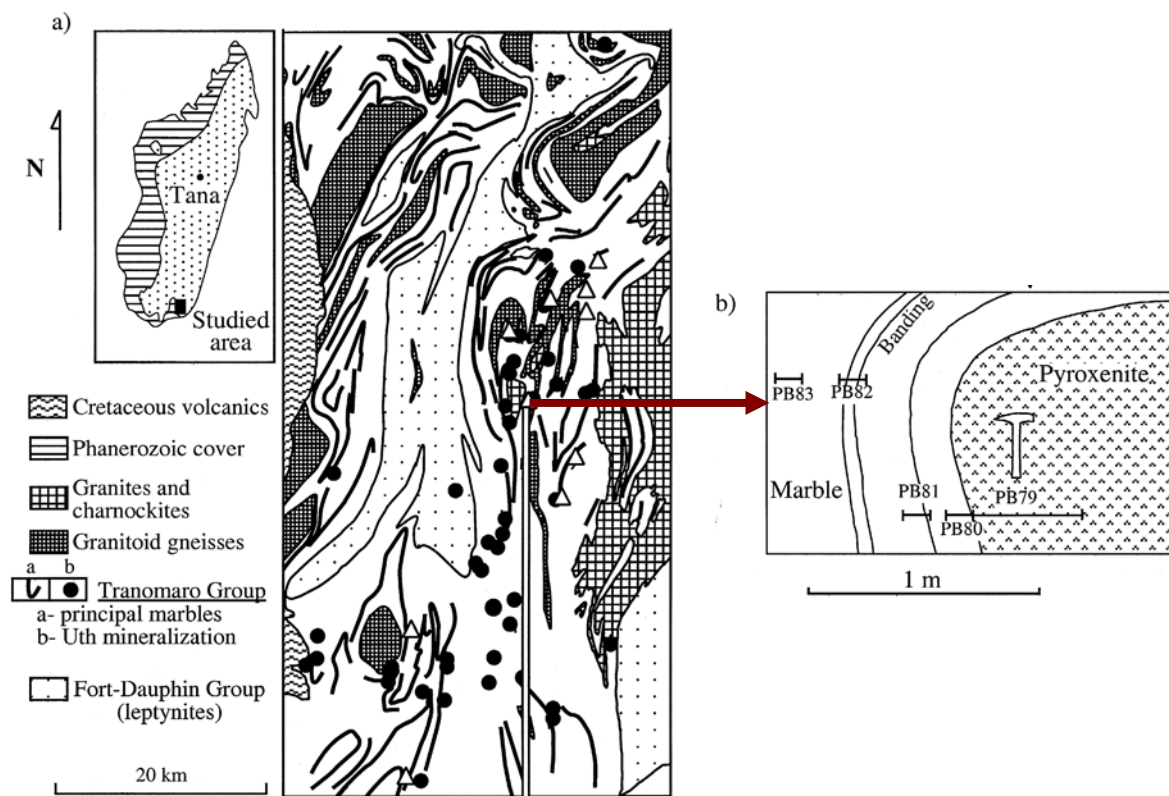 a)
N
Tana
Studied
area
Cretaceous volcanics
Phanerozoic cover
Granites and
charnockites
Granitoid gneisses
a b
Tranomaro Group
a- principal marbles
b- Uth mineralization
Fort-Dauphin Group
(leptynites)
20 km
b)
Banding
Pyroxenite
PB83
PB82
Marble
PB81
PB79
PB80
1 m